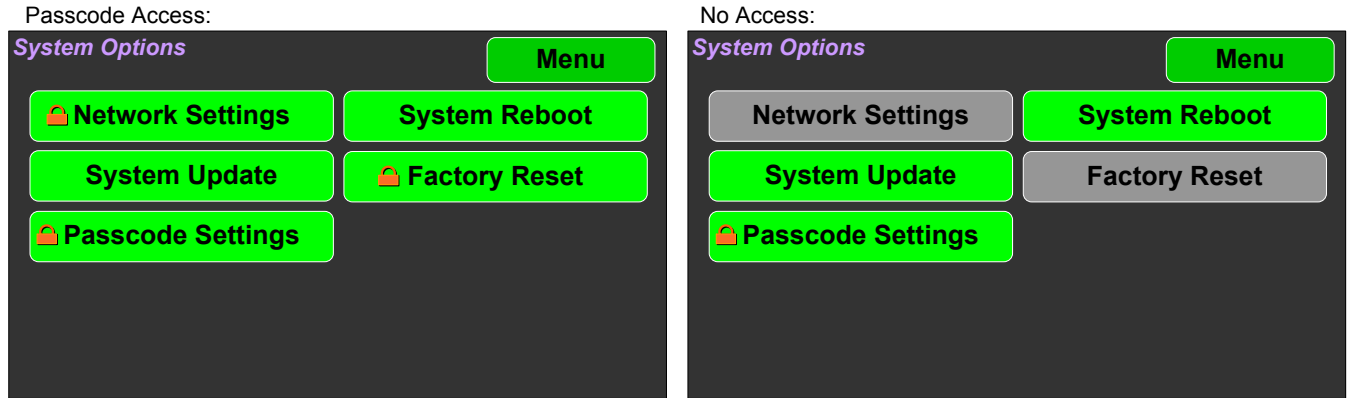 Passcode Access:
System Options
Menu
Network Settings
System Reboot
System Update
Factory Reset
Passcode Settings
No Access:
System Options
Menu
Network Settings
System Reboot
System Update
Factory Reset
Passcode Settings